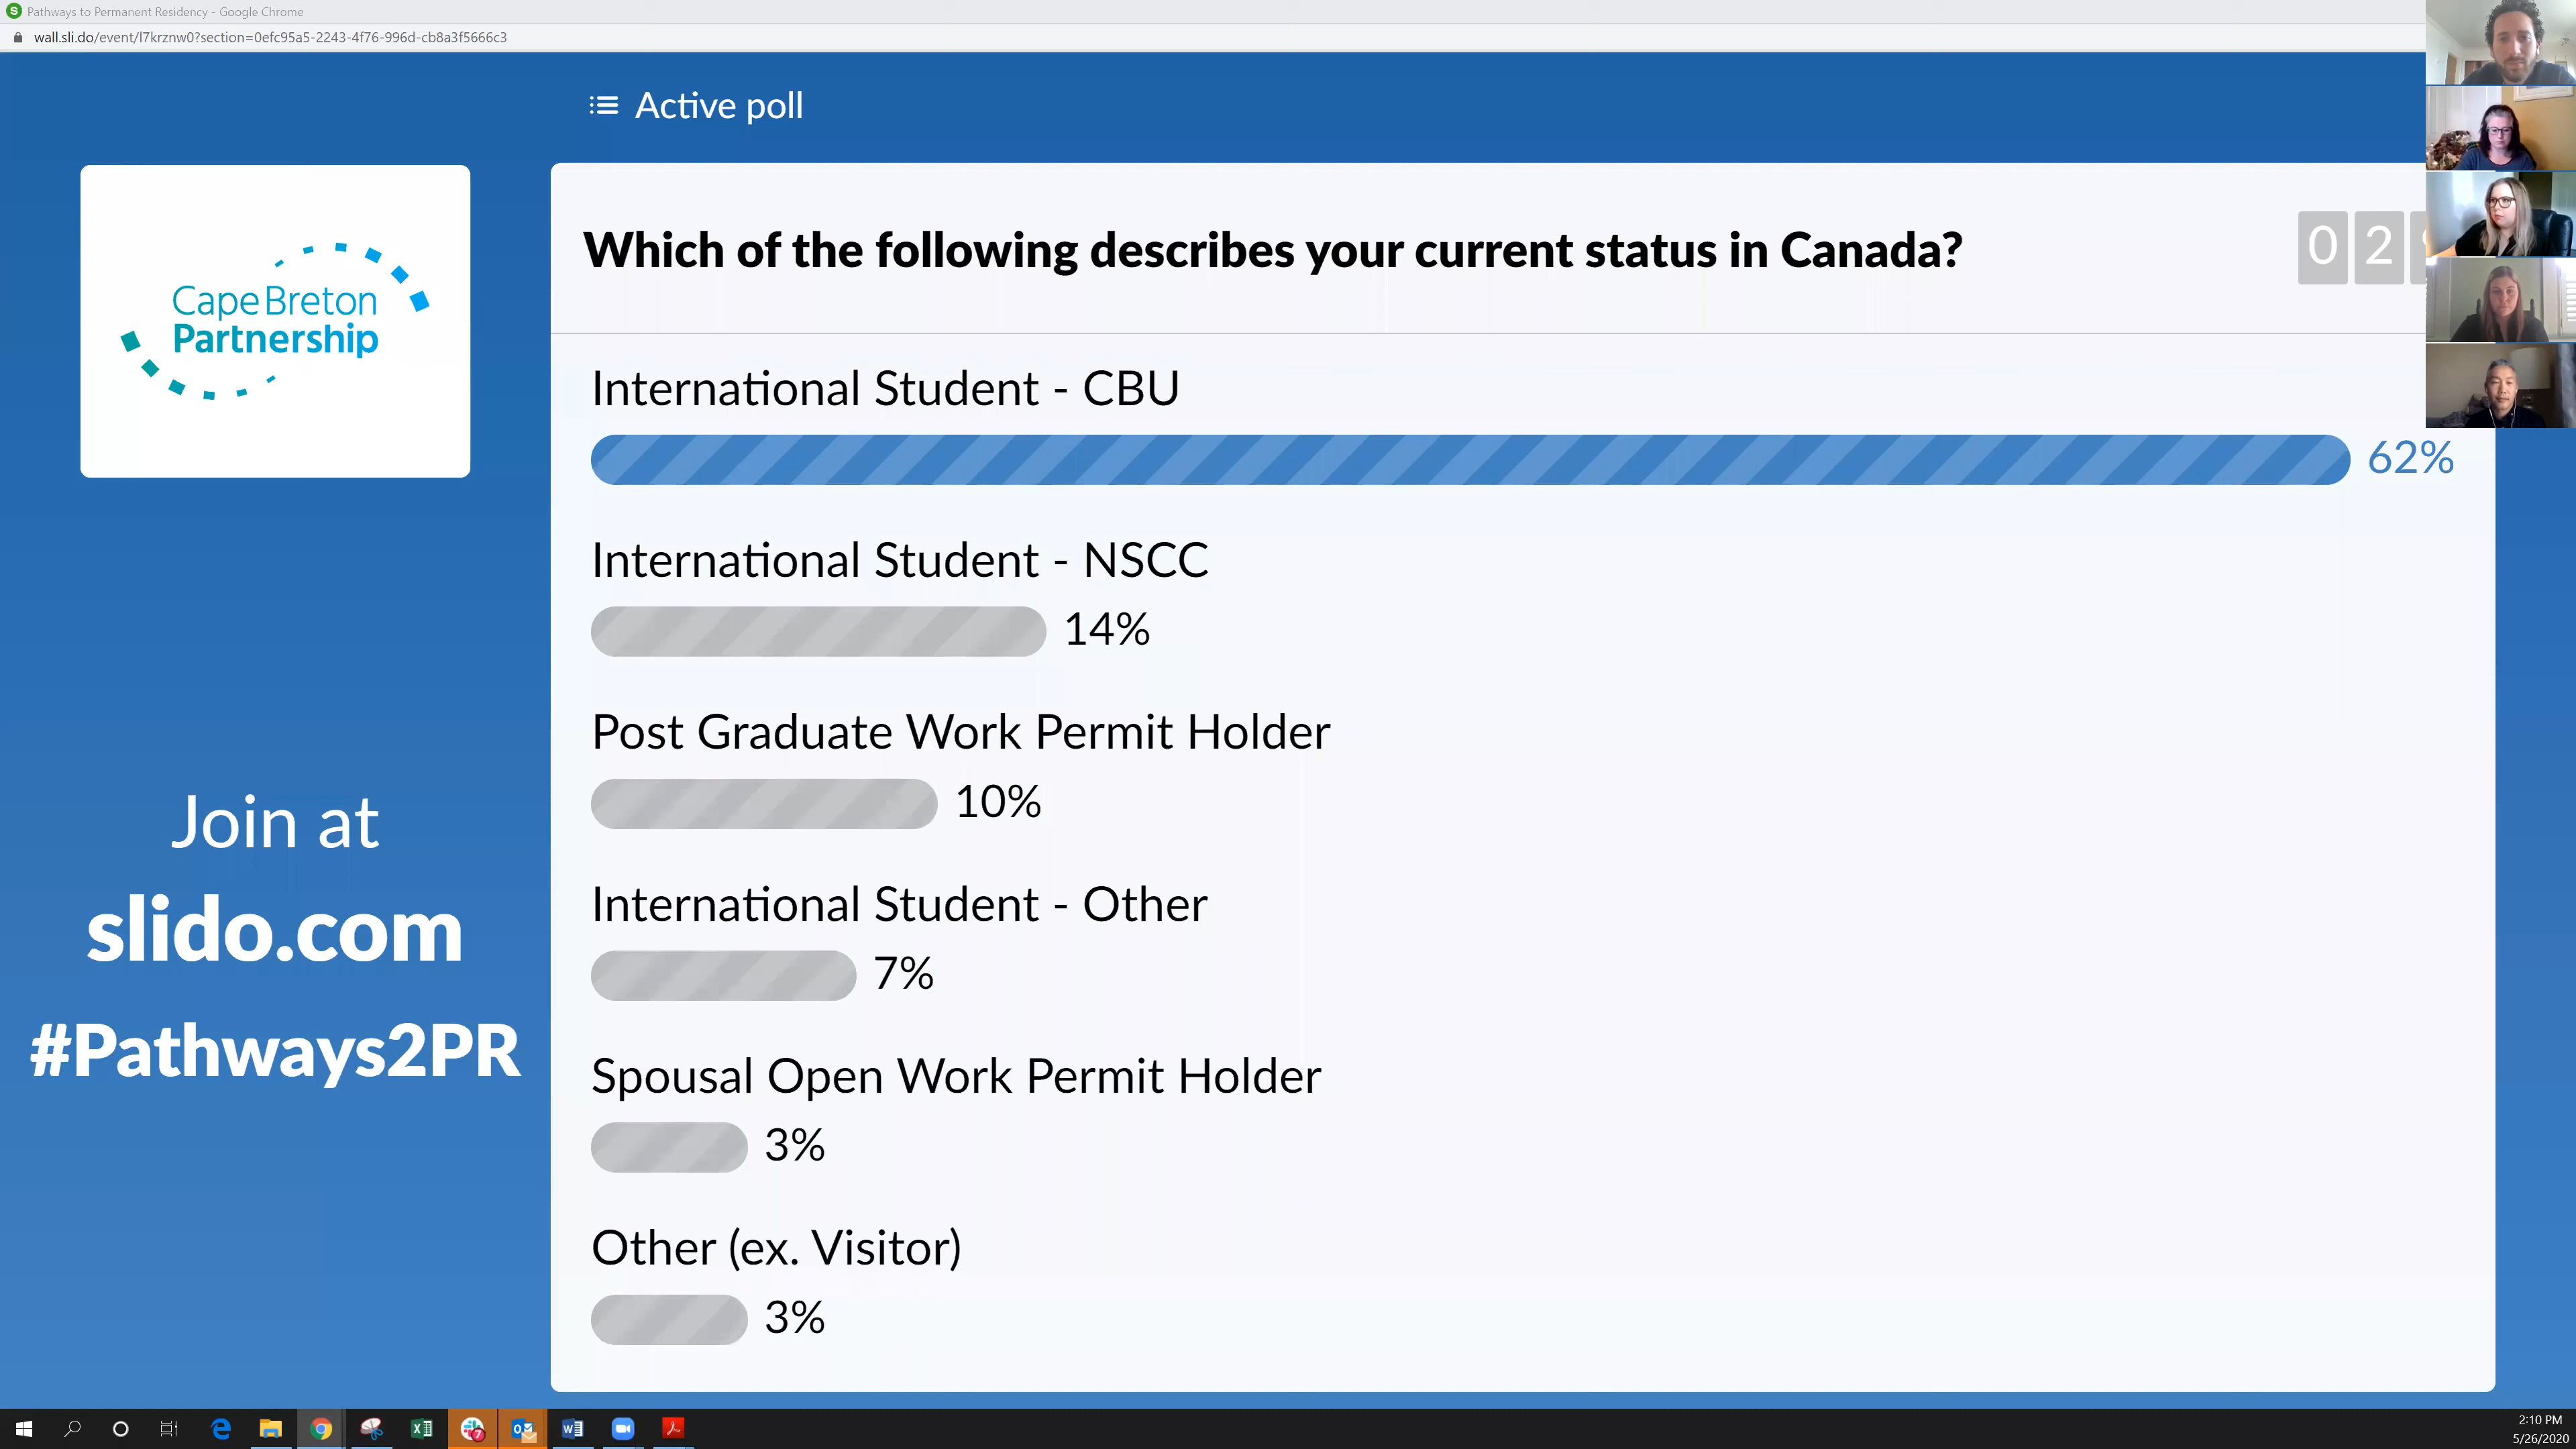 Pathways to Permanent Residency - Google Chrome
wall.sli.do/event/l7krznw0?section=0efc95a5-2243-4f76-996d-cb8a3f5666c3
Active poll
Cape Breton
Partnership
Join at
slido.com
#Pathways2PR
Which of the following describes your current status in Canada?
0 2
International Student - CBU
62%
International Student - NSCC
14%
Post Graduate Work Permit Holder
10%
International Student - Other
7%
Spousal Open Work Permit Holder
3%
Other (ex. Visitor)
3%
2:10 PM
5/26/2020